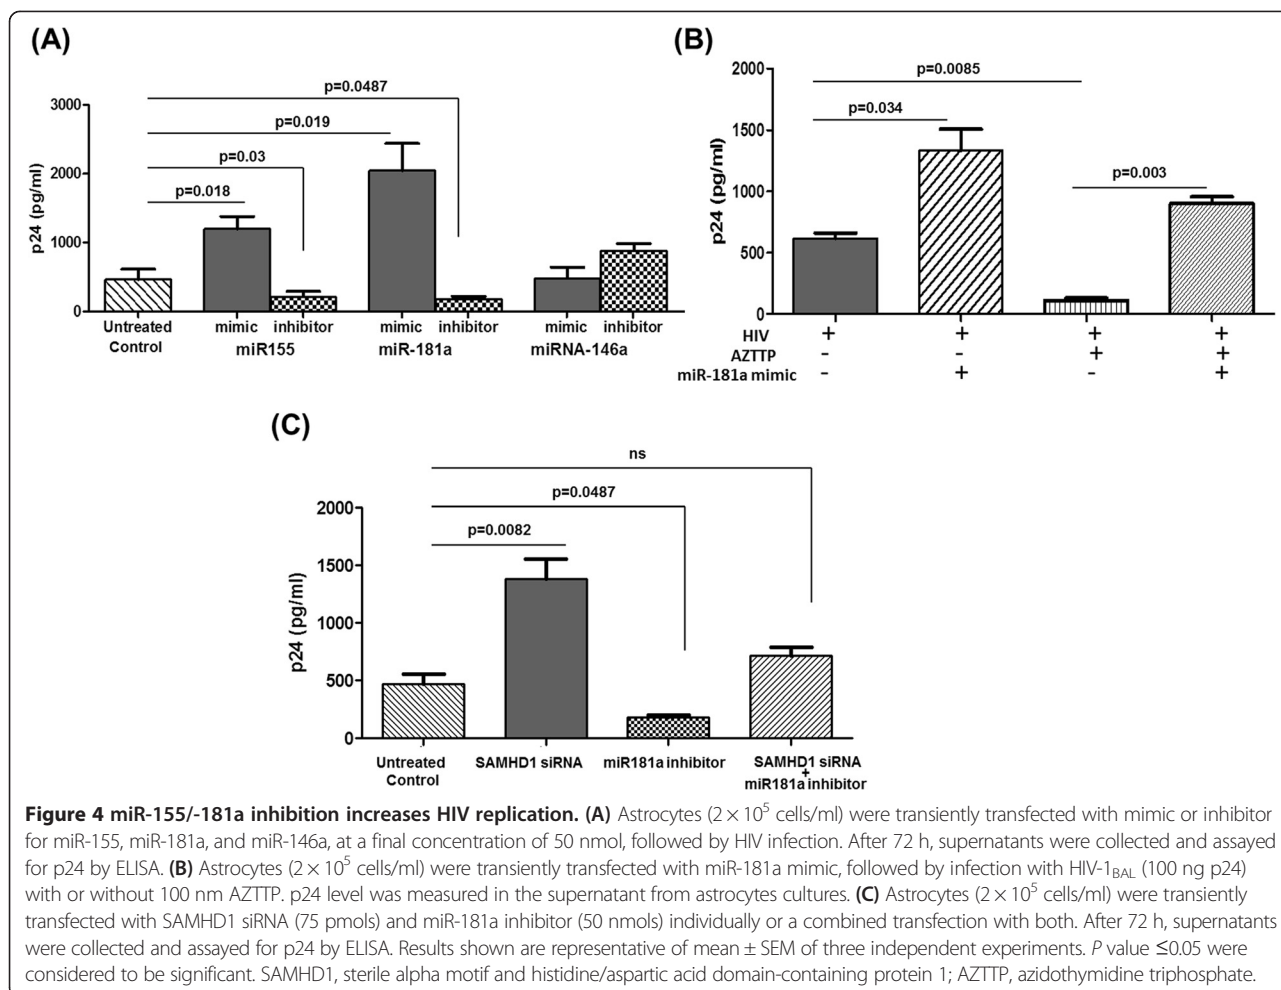 (A)
p24 (pg/ml)
3000
2000
1000
0
p=0.0487
p=0.019
p=0.03
p=0.018
Untreated
Control
mimic inhibitor
miR155
mimic inhibitor
miR-181a
mimic inhibitor
miRNA-146a
(B)
p24 (pg/ml)
2000
1500
1000
500
0
p=0.0085
p=0.034
p=0.003
HIV + + + +
AZTTP - - + +
miR-181a mimic - + - +
(C)
p24 (pg/ml)
2000
1500
1000
500
0
ns
p=0.0487
p=0.0082
Untreated
Control
SAMHD1 siRNA
miR181a inhibitor
SAMHD1 siRNA
+
miR181a inhibitor
Figure 4 miR-155/-181a inhibition increases HIV replication. (A) Astrocytes (2 × 10⁵ cells/ml) were transiently transfected with mimic or inhibitor
for miR-155, miR-181a, and miR-146a, at a final concentration of 50 nmol, followed by HIV infection. After 72 h, supernatants were collected and assayed
for p24 by ELISA. (B) Astrocytes (2 × 10⁵ cells/ml) were transiently transfected with miR-181a mimic, followed by infection with HIV-1BAL (100 ng p24)
with or without 100 nm AZTTP. p24 level was measured in the supernatant from astrocytes cultures. (C) Astrocytes (2 × 10⁵ cells/ml) were transiently
transfected with SAMHD1 siRNA (75 pmols) and miR-181a inhibitor (50 nmols) individually or a combined transfection with both. After 72 h, supernatants
were collected and assayed for p24 by ELISA. Results shown are representative of mean ± SEM of three independent experiments. P value ≤0.05 were
considered to be significant. SAMHD1, sterile alpha motif and histidine/aspartic acid domain-containing protein 1; AZTTP, azidothymidine triphosphate.